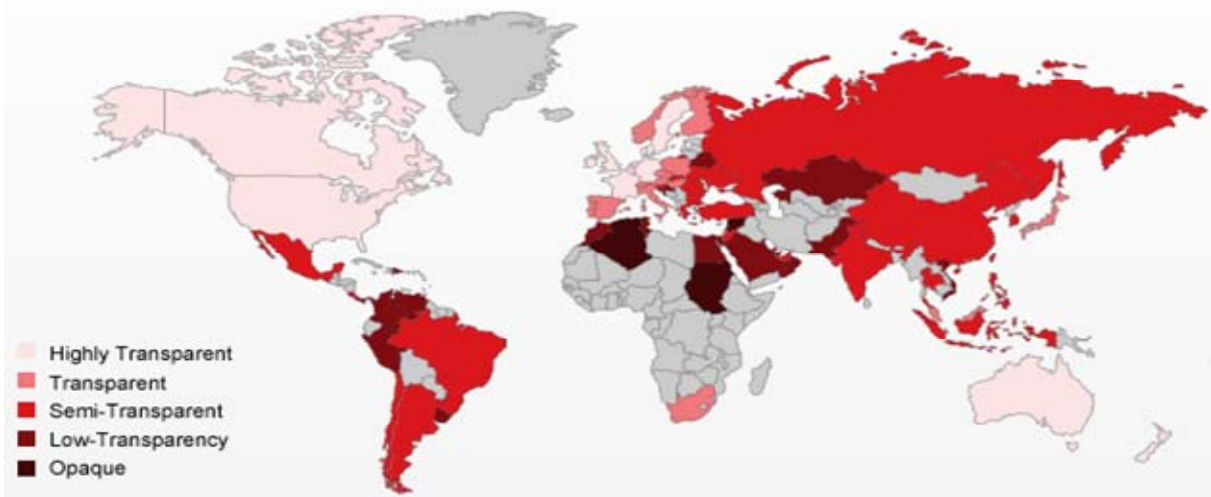 Highly Transparent
Transparent
Semi-Transparent
Low-Transparency
Opaque